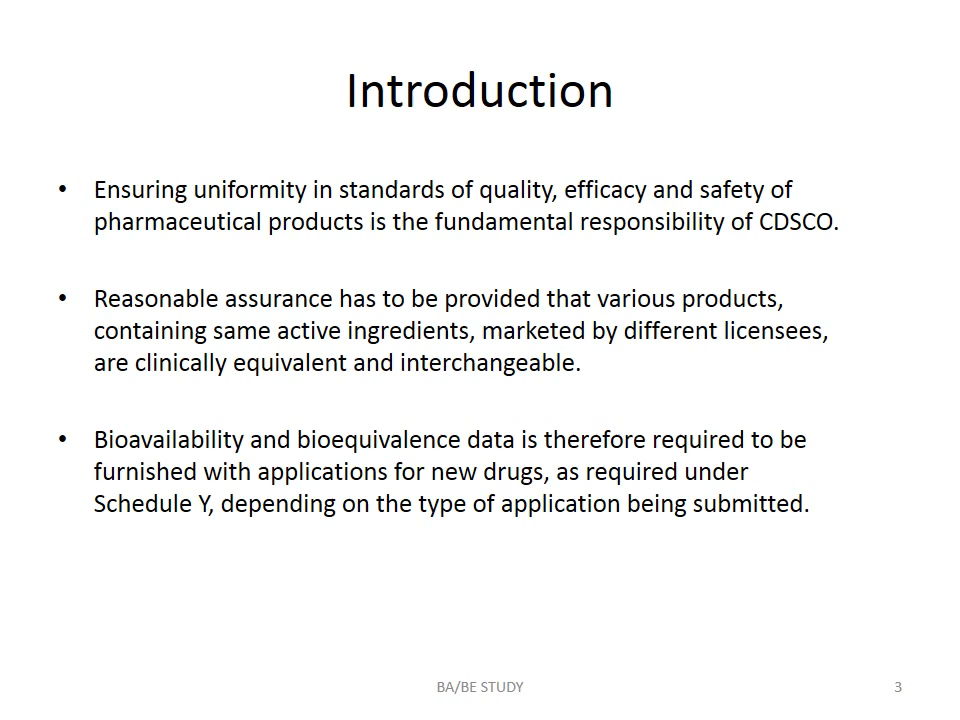 Introduction
• Ensuring uniformity in standards of quality, efficacy and safety of
pharmaceutical products is the fundamental responsibility of CDSCO.
• Reasonable assurance has to be provided that various products,
containing same active ingredients, marketed by different licensees,
are clinically equivalent and interchangeable.
• Bioavailability and bioequivalence data is therefore required to be
furnished with applications for new drugs, as required under
Schedule Y, depending on the type of application being submitted.
BA/BE STUDY
3